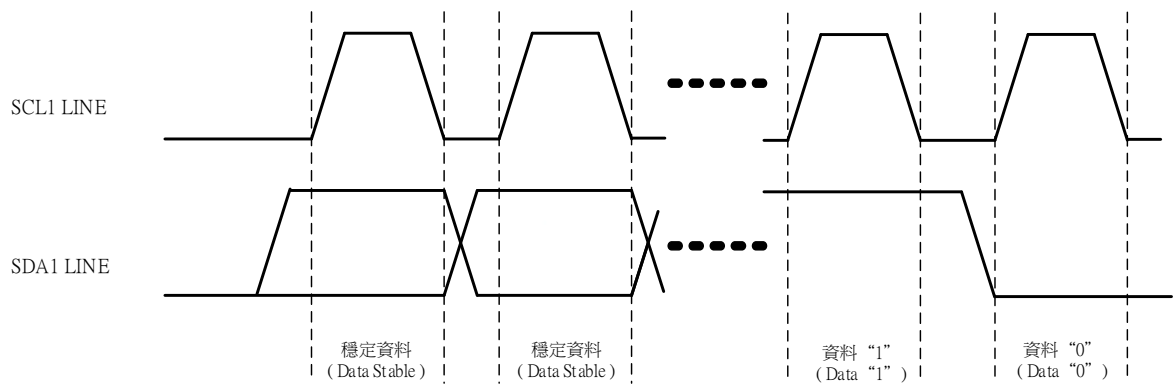 SCL1 LINE
SDA1 LINE
穩定資料
( Data Stable )
穩定資料
( Data Stable )
資料“1”
( Data“1”)
資料“0”
( Data“0”)